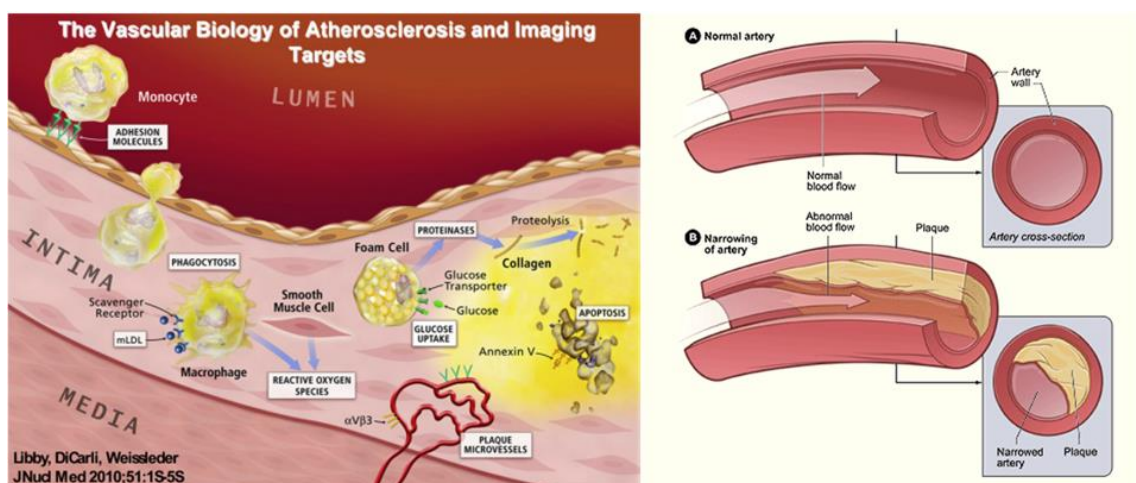 The Vascular Biology of Atherosclerosis and Imaging
Targets
Monocyte
LUMEN
ADHESION
MOLECULES
INTIMA
PHAGOCYTOSIS
Scavenger
Receptor
mLDL
Macrophage
Smooth
Muscle Cell
REACTIVE OXYGEN
SPECIES
Foam Cell
PROTEINASES
Proteolysis
Collagen
Glucose
Transporter
Glucose
GLUCOSE
UPTAKE
APOPTOSIS
Annexin V
αVβ3
PLAQUE
MICROVESSELS
MEDIA
Libby, DiCarli, Weissleder
JNucl Med 2010:51:1S-5S
A Normal artery
Artery
wall
Normal
blood flow
Artery cross-section
B Narrowing
of artery
Abnormal
blood flow
Plaque
Narrowed
artery
Plaque